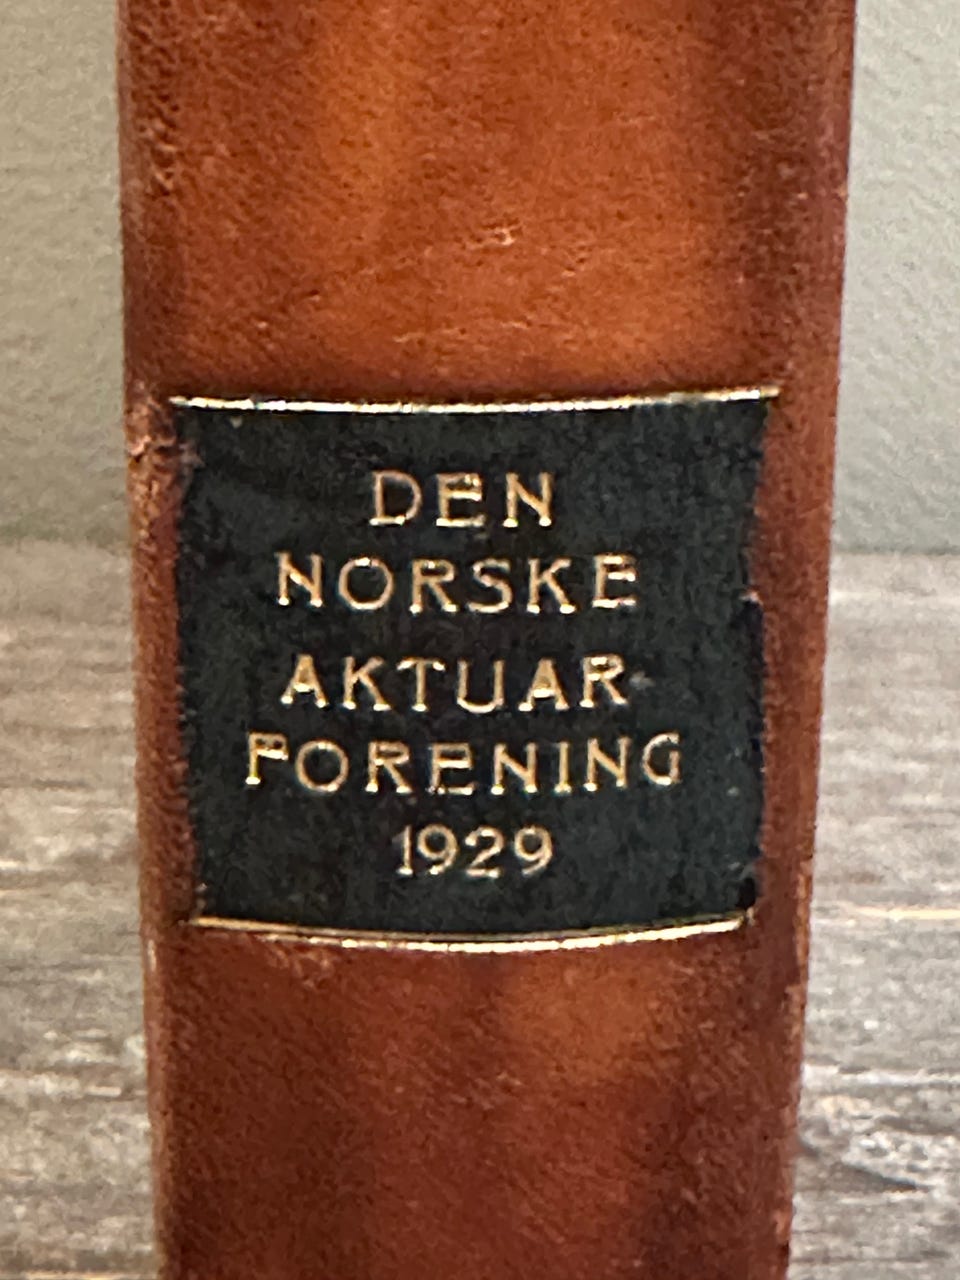 DEN
NORSKE
AKTUAR
FORENING
1929